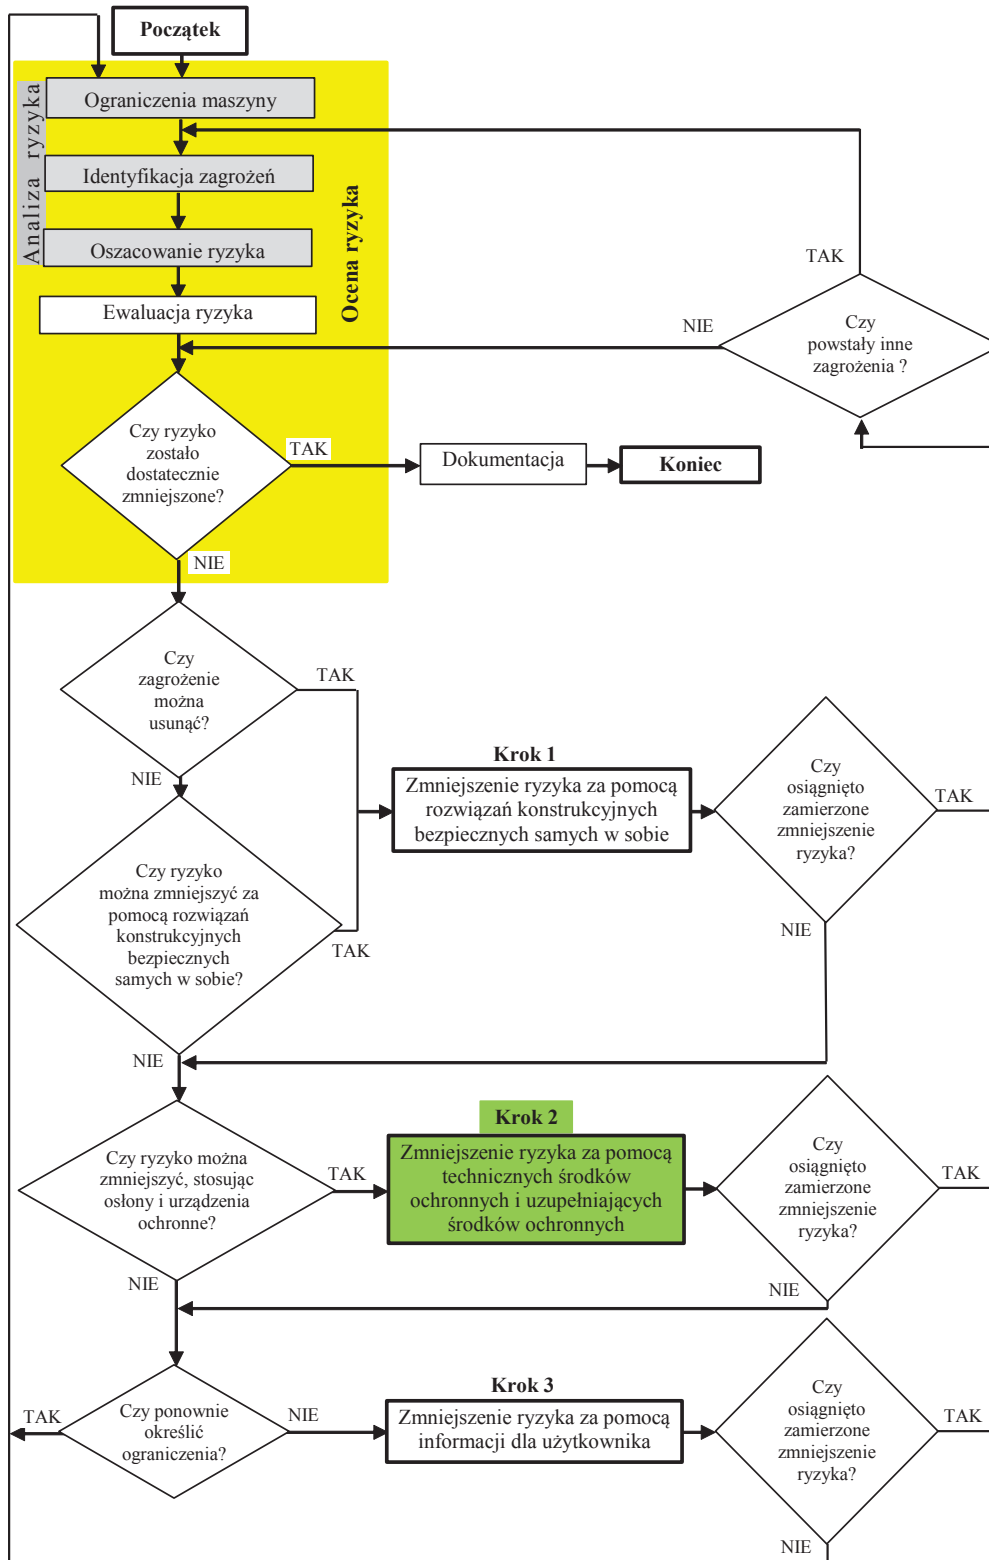 Początek
Analiza ryzyka
Ograniczenia maszyny
Identyfikacja zagrożeń
Oszacowanie ryzyka
Ewaluacja ryzyka
Ocena ryzyka
TAK
NIE
Czy
powstały inne
zagrożenia ?
Czy ryzyko
zostało
dostatecznie
zmniejszone?
TAK
Dokumentacja
Koniec
NIE
Czy
zagrożenie
można
usunąć?
TAK
NIE
Krok 1
Zmniejszenie ryzyka za pomocą
rozwiązań konstrukcyjnych
bezpiecznych samych w sobie
Czy
osiągnięto
zamierzone
zmniejszenie
ryzyka?
TAK
NIE
Czy ryzyko
można zmniejszyć za
pomocą rozwiązań
konstrukcyjnych
bezpiecznych
samych w sobie?
TAK
NIE
Czy ryzyko można
zmniejszyć, stosując
osłony i urządzenia
ochronne?
TAK
NIE
Krok 2
Zmniejszenie ryzyka za pomocą
technicznych środków
ochronnych i uzupełniających
środków ochronnych
Czy
osiągnięto
zamierzone
zmniejszenie
ryzyka?
TAK
NIE
TAK
Czy ponownie
określić
ograniczenia?
NIE
Krok 3
Zmniejszenie ryzyka za pomocą
informacji dla użytkownika
Czy
osiągnięto
zamierzone
zmniejszenie
ryzyka?
TAK
NIE